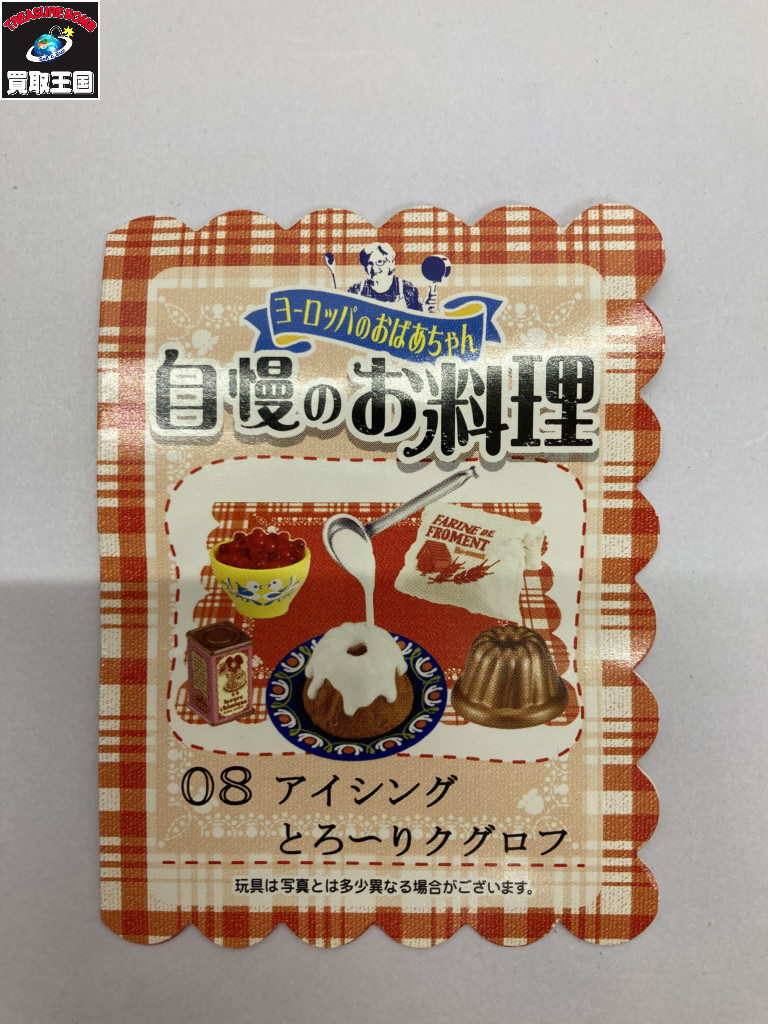 TREASURE BOMB
買取王国
ヨーロッパのおばあちゃん
自慢のお料理
FARINE DE
FROMENT
08 アイシング
とろ〜りクグロフ
玩具は写真とは多少異なる場合がございます。